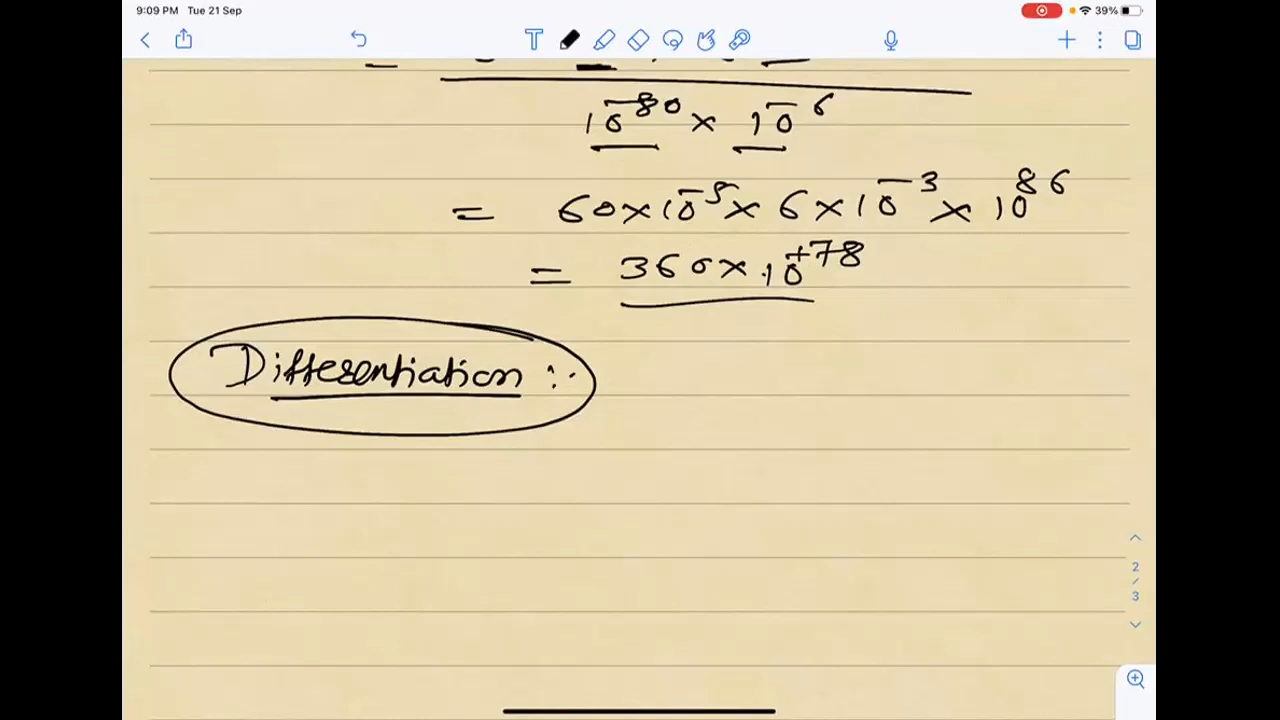 9:09 PM Tue 21 Sep 39%
10⁻⁸⁰ × 10⁻⁶
= 60×10⁻⁵× 6×10⁻³× 10⁸⁶
= 360×10⁺⁷⁸
Differentiation :-
2
/
3